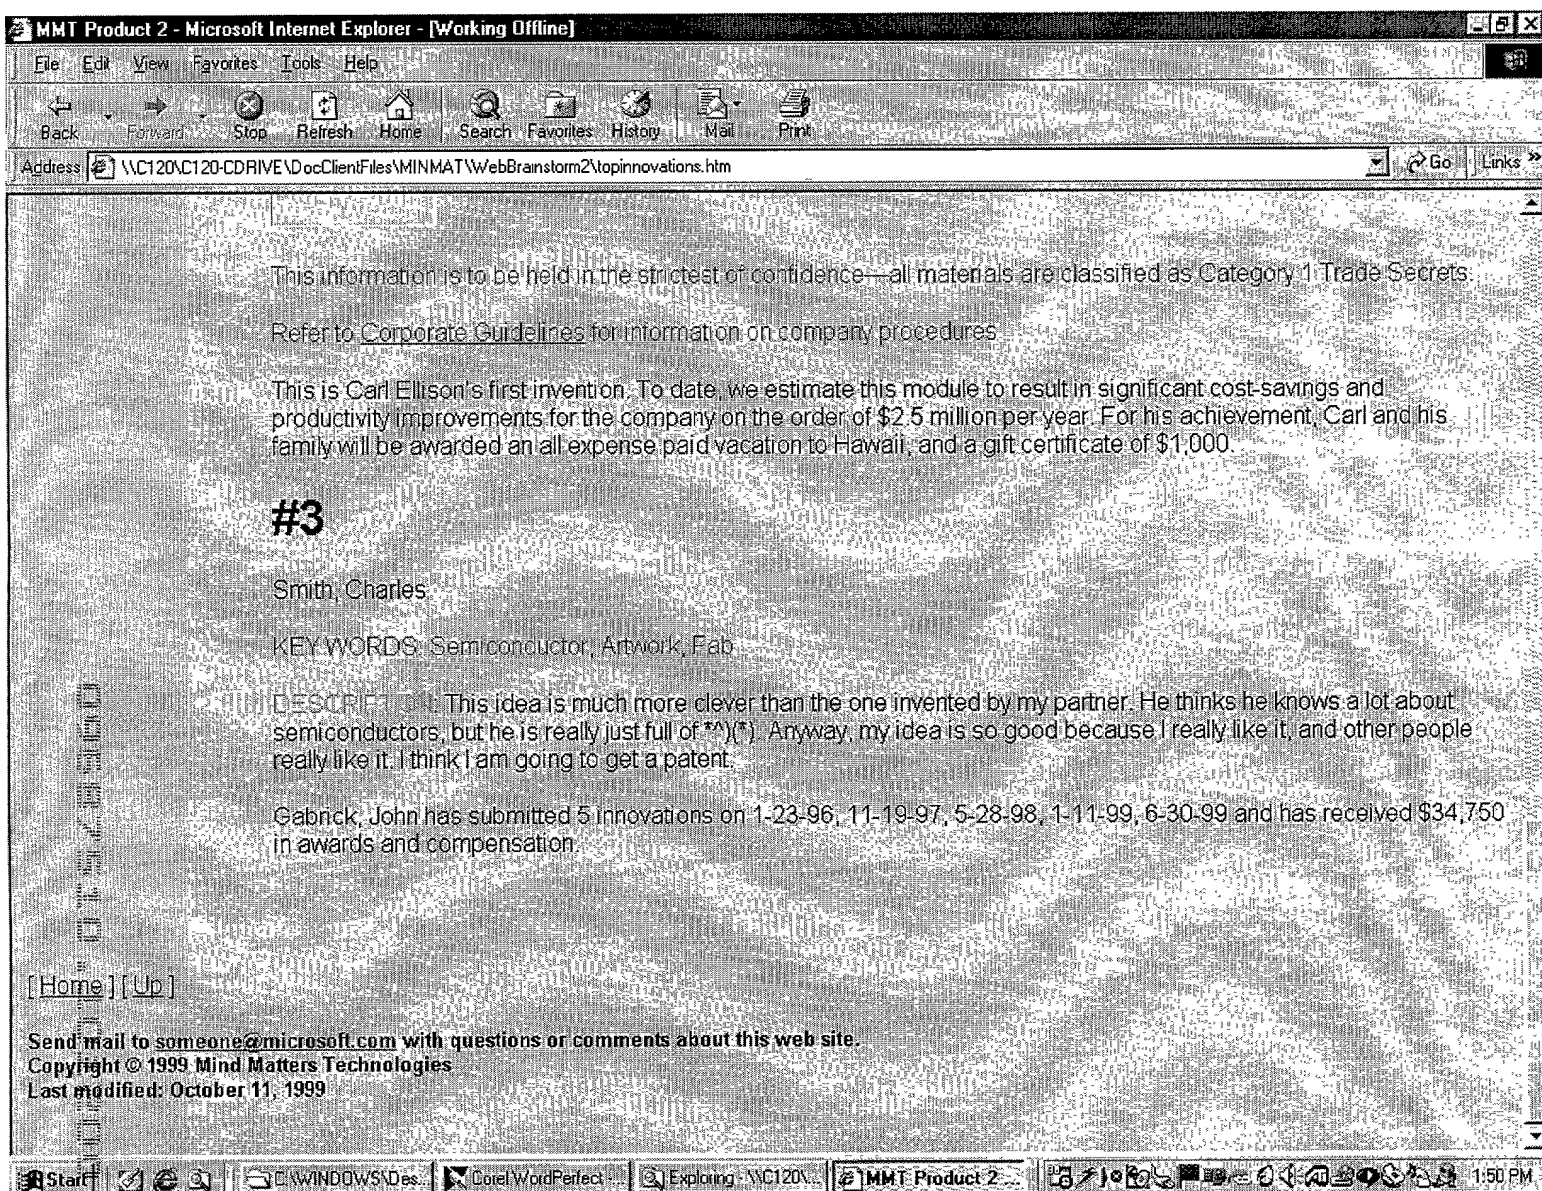 MMT Product 2 - Microsoft Internet Explorer - [Working Offline]
File Edit View Favorites Tools Help
Back Forward Stop Refresh Home Search Favorites History Mail Print
Address \\C120\C120-CDRIVE\DocClientFiles\MINMAT\WebBrainstorm2\topinnovations.htm Go Links »
This information is to be held in the strictest of confidence—all materials are classified as Category 1 Trade Secrets.
Refer to Corporate Guidelines for information on company procedures
This is Carl Ellison's first invention. To date, we estimate this module to result in significant cost-savings and
productivity improvements for the company on the order of $2.5 million per year. For his achievement, Carl and his
family will be awarded an all expense paid vacation to Hawaii, and a gift certificate of $1,000.
#3
Smith, Charles
KEY WORDS: Semiconductor, Artwork, Fab
DESCRIPTION: This idea is much more clever than the one invented by my partner. He thinks he knows a lot about
semiconductors, but he is really just full of *^)(*). Anyway, my idea is so good because I really like it, and other people
really like it. I think I am going to get a patent.
Gabrick, John has submitted 5 innovations on 1-23-96, 11-19-97, 5-28-98, 1-11-99, 6-30-99 and has received $34,750
in awards and compensation.
[ Home ] [ Up ]
Send mail to someone@microsoft.com with questions or comments about this web site.
Copyright © 1999 Mind Matters Technologies
Last modified: October 11, 1999
Start C:\WINDOWS\Des... Corel WordPerfect - ... Exploring - \\C120\... MMT Product 2 ... 1:50 PM